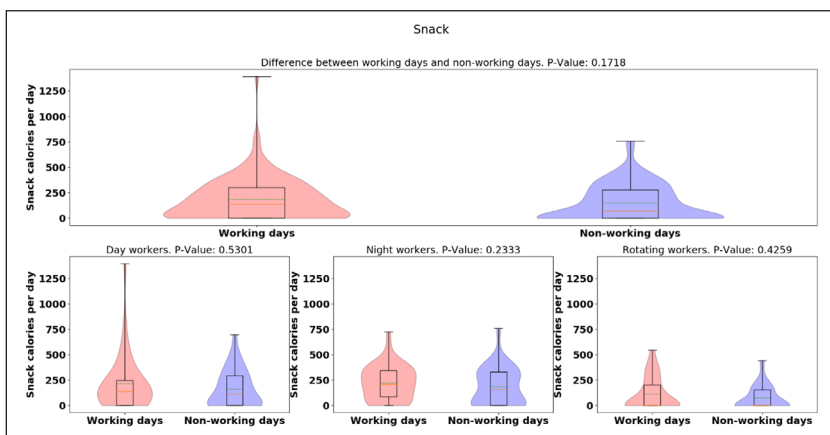 Snack
Difference between working days and non-working days. P-Value: 0.1718
Snack calories per day
1250
1000
750
500
250
0
Working days
Non-working days
Day workers. P-Value: 0.5301
Snack calories per day
1250
1000
750
500
250
0
Working days
Non-working days
Night workers. P-Value: 0.2333
Snack calories per day
1250
1000
750
500
250
0
Working days
Non-working days
Rotating workers. P-Value: 0.4259
Snack calories per day
1250
1000
750
500
250
0
Working days
Non-working days